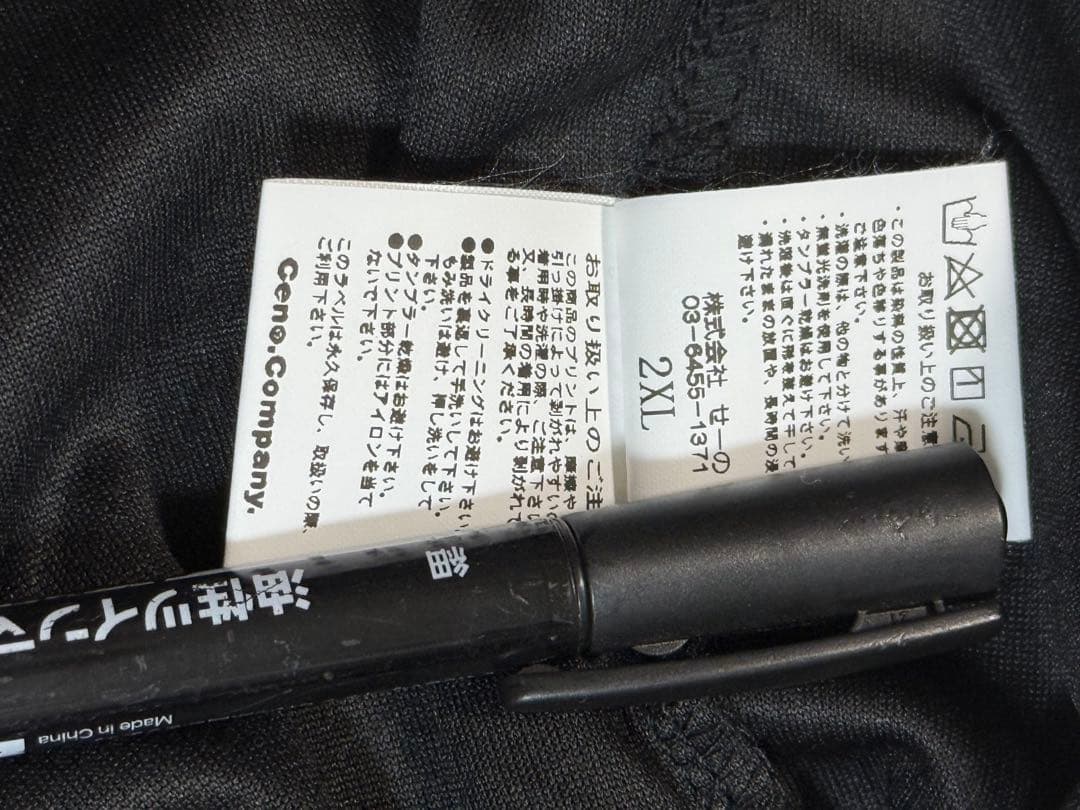 お取り扱い上のご注意
・この製品は染料の性質上、汗や
色落ちや色移りする事があります
ご注意下さい。
・洗濯の際は、他の物と分けて洗い
・無蛍光洗剤を使用して下さい。
・タンブラー乾燥はお避け下さい。
・洗濯後は直ぐに形を整えて干して
・濡れたままの放置や、長時間の浸
避け下さい。
株式会社 せーの
03-6455-1371
2XL
お取り扱い上のご注
この商品のプリントは、摩擦や
引っ掛けによって剥がれやすい
着用時や洗濯の際、ご注意下さい
又、長時間の着用により剥がれて
る事をご了承ください。
●ドライクリーニングはお避け下さい
●製品を裏返して手洗いして下さい。
もみ洗いは避け、押し洗いをして
下さい。
●タンブラー乾燥はお避け下さい。
●プリント部分にはアイロンを当て
ないで下さい。
このラベルは永久保存し、取扱いの際、
ご利用下さい。
Ceno.Company.
油性ツイン
Made in China